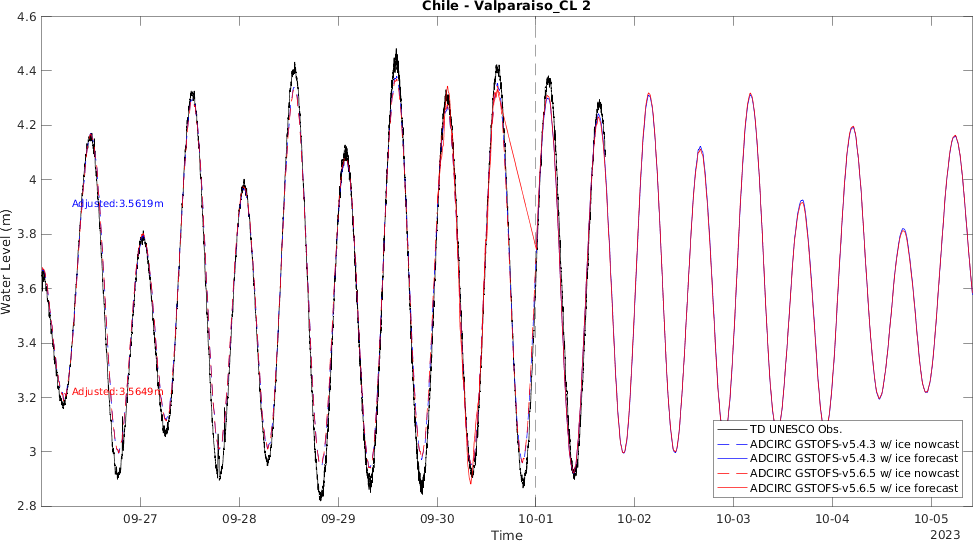 Chile - Valparaiso_CL 2
4.6
4.4
4.2
4
3.8
3.6
3.4
3.2
3
2.8
Water Level (m)
Adjusted:3.5619m
Adjusted:3.5649m
TD UNESCO Obs.
ADCIRC GSTOFS-v5.4.3 w/ ice nowcast
ADCIRC GSTOFS-v5.4.3 w/ ice forecast
ADCIRC GSTOFS-v5.6.5 w/ ice nowcast
ADCIRC GSTOFS-v5.6.5 w/ ice forecast
09-27 09-28 09-29 09-30 10-01 10-02 10-03 10-04 10-05
Time
2023